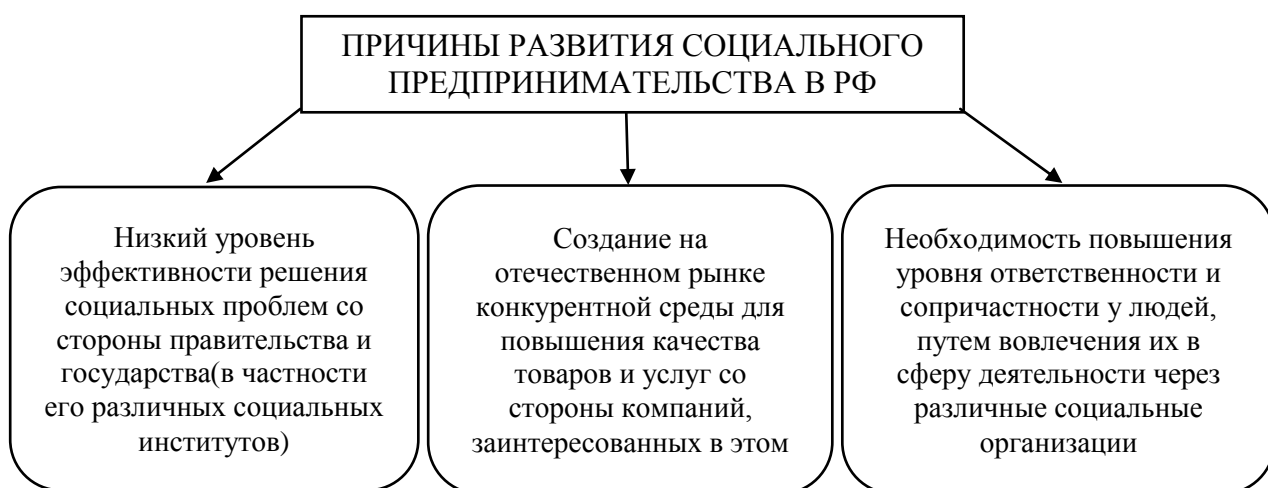 ПРИЧИНЫ РАЗВИТИЯ СОЦИАЛЬНОГО
ПРЕДПРИНИМАТЕЛЬСТВА В РФ
Низкий уровень
эффективности решения
социальных проблем со
стороны правительства и
государства(в частности
его различных социальных
институтов)
Создание на
отечественном рынке
конкурентной среды для
повышения качества
товаров и услуг со
стороны компаний,
заинтересованных в этом
Необходимость повышения
уровня ответственности и
сопричастности у людей,
путем вовлечения их в
сферу деятельности через
различные социальные
организации